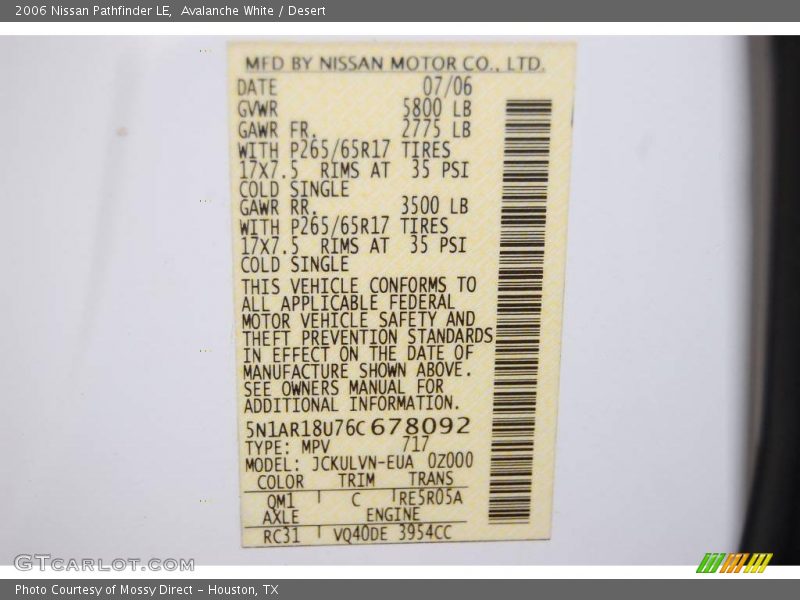 2006 Nissan Pathfinder LE, Avalanche White / Desert
MFD BY NISSAN MOTOR CO., LTD.
DATE 07/06
GVWR 5800 LB
GAWR FR. 2775 LB
WITH P265/65R17 TIRES
17X7.5 RIMS AT 35 PSI
COLD SINGLE
GAWR RR. 3500 LB
WITH P265/65R17 TIRES
17X7.5 RIMS AT 35 PSI
COLD SINGLE
THIS VEHICLE CONFORMS TO
ALL APPLICABLE FEDERAL
MOTOR VEHICLE SAFETY AND
THEFT PREVENTION STANDARDS
IN EFFECT ON THE DATE OF
MANUFACTURE SHOWN ABOVE.
SEE OWNERS MANUAL FOR
ADDITIONAL INFORMATION.
5N1AR18U76C678092
TYPE: MPV 717
MODEL: JCKULVN-EUA 0Z000
COLOR TRIM TRANS
QM1 C RE5R05A
AXLE ENGINE
RC31 VQ40DE 3954CC
GTCarLot.com
Photo Courtesy of Mossy Direct - Houston, TX